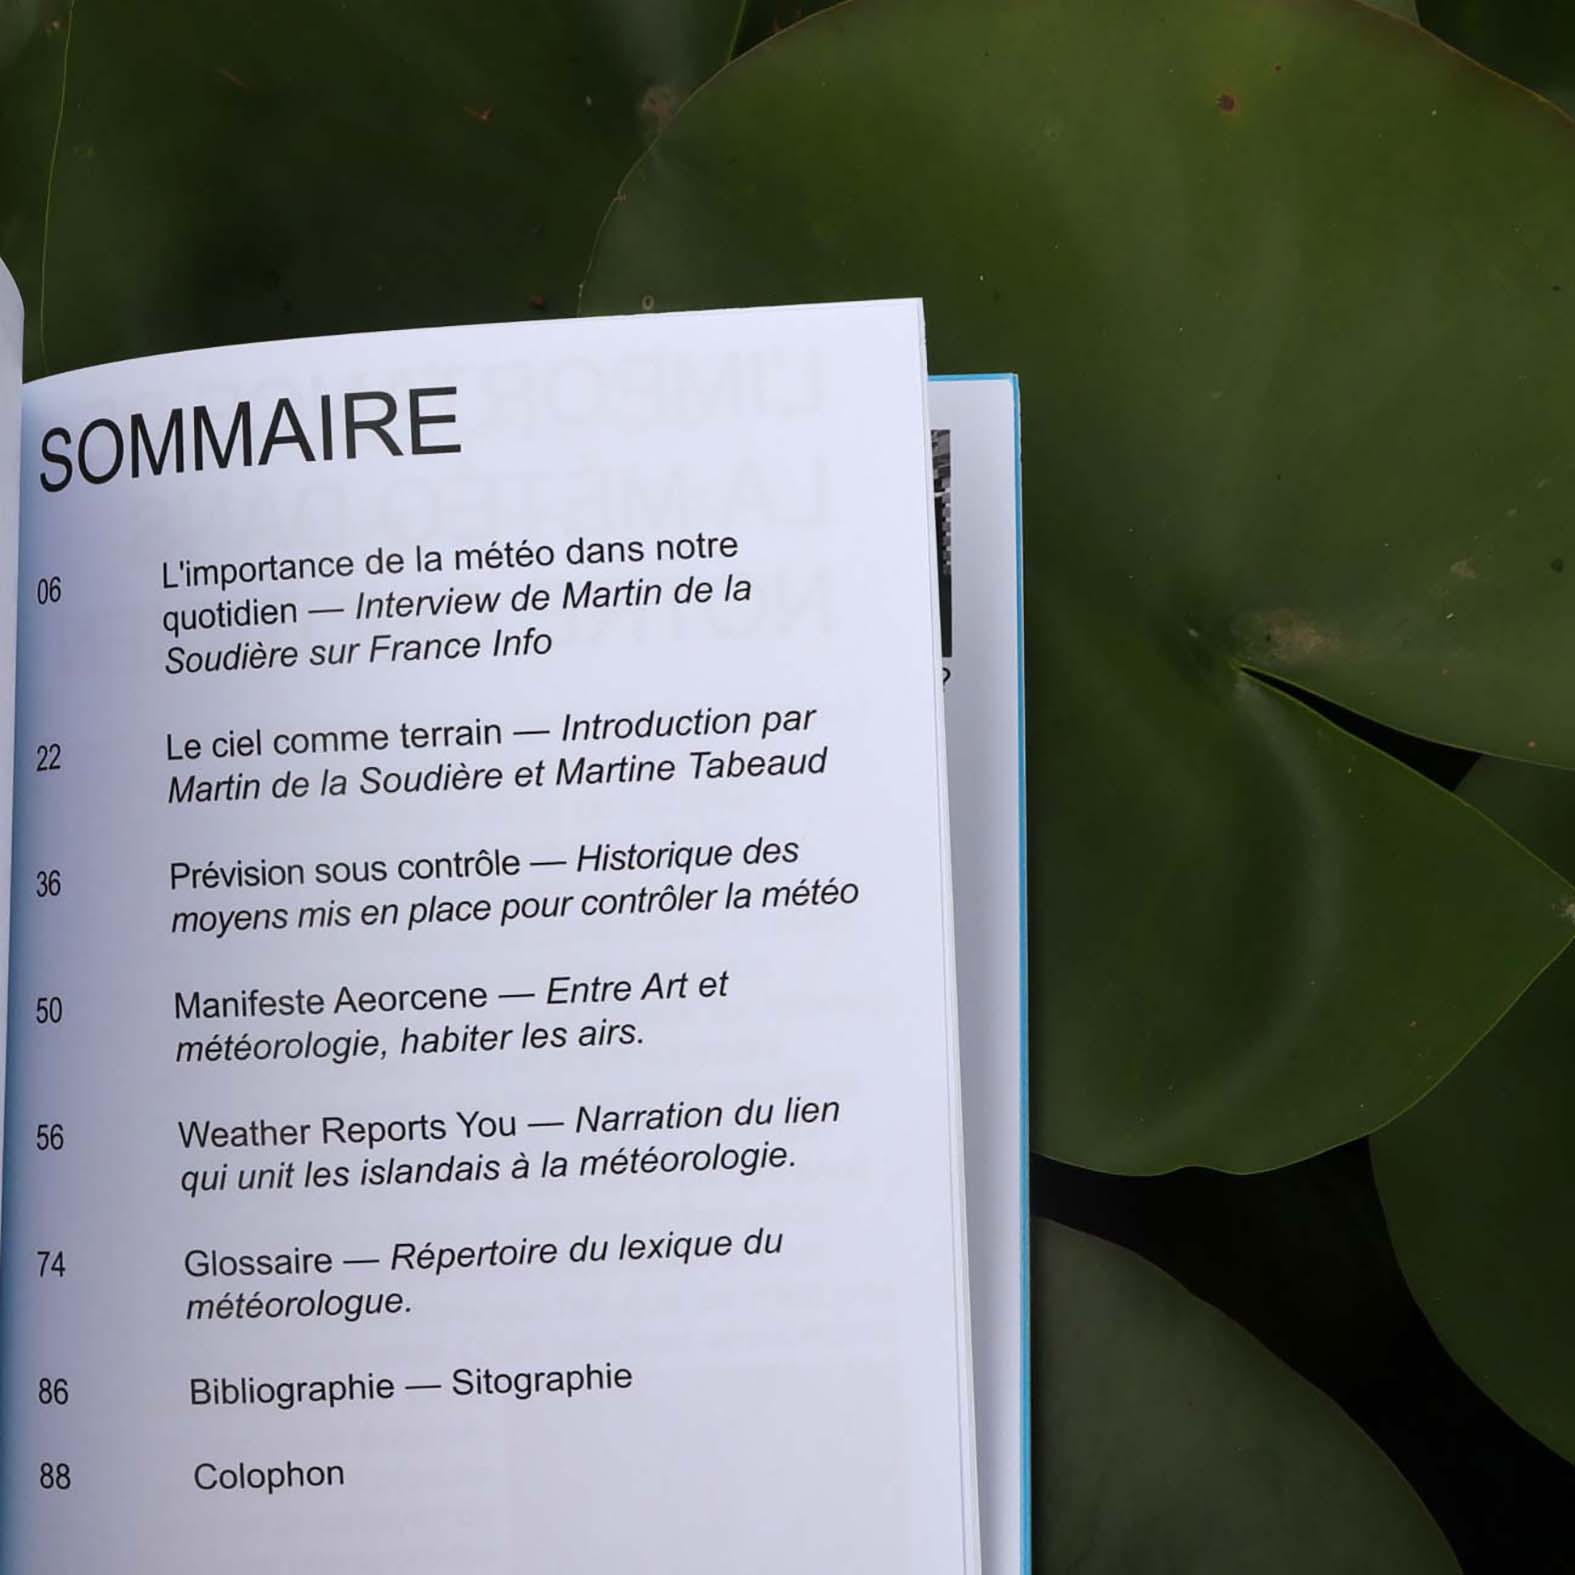 SOMMAIRE
06 L'importance de la météo dans notre
quotidien — Interview de Martin de la
Soudière sur France Info
22 Le ciel comme terrain — Introduction par
Martin de la Soudière et Martine Tabeaud
36 Prévision sous contrôle — Historique des
moyens mis en place pour contrôler la météo
50 Manifeste Aeorcene — Entre Art et
météorologie, habiter les airs.
56 Weather Reports You — Narration du lien
qui unit les islandais à la météorologie.
74 Glossaire — Répertoire du lexique du
météorologue.
86 Bibliographie — Sitographie
88 Colophon